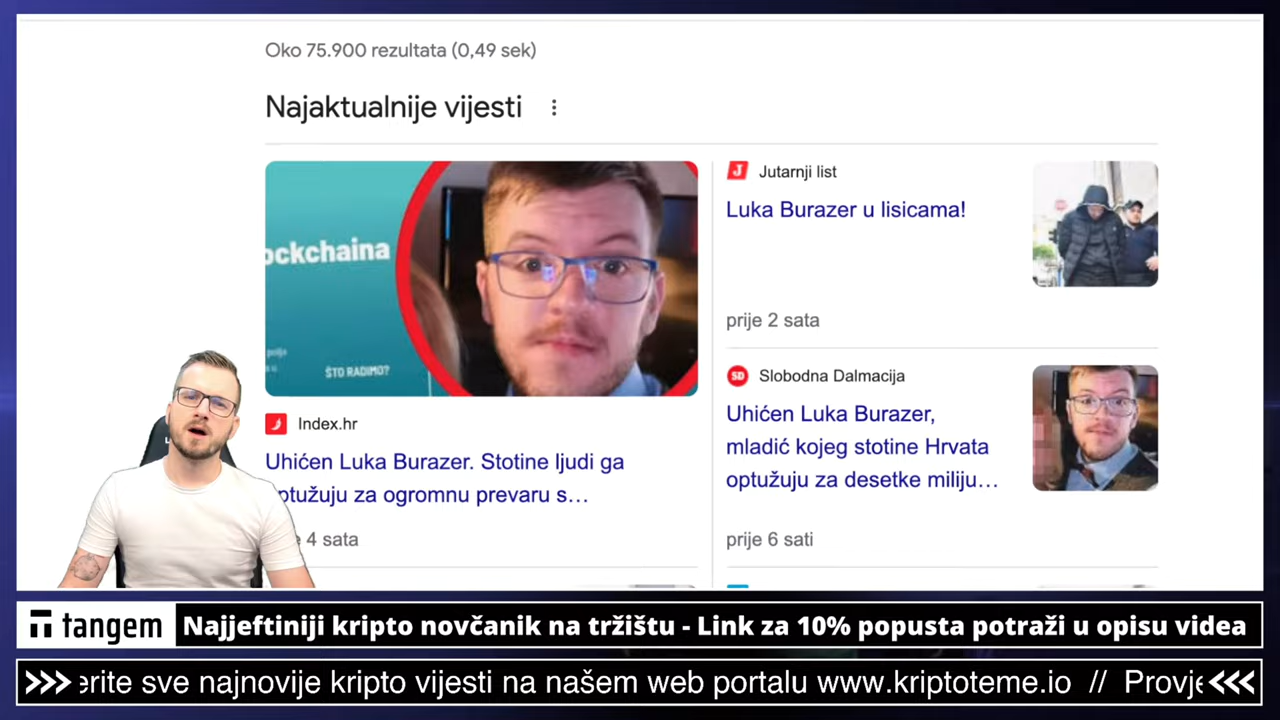 Oko 75.900 rezultata (0,49 sek)
Najaktualnije vijesti
ockchaina
ŠTO RADIMO?
Index.hr
Uhićen Luka Burazer. Stotine ljudi ga
optužuju za ogromnu prevaru s...
4 sata
J Jutarnji list
Luka Burazer u lisicama!
prije 2 sata
SD Slobodna Dalmacija
Uhićen Luka Burazer,
mladić kojeg stotine Hrvata
optužuju za desetke miliju...
prije 6 sati
tangem Najjeftiniji kripto novčanik na tržištu - Link za 10% popusta potraži u opisu videa
erite sve najnovije kripto vijesti na našem web portalu www.kriptoteme.io // Provje